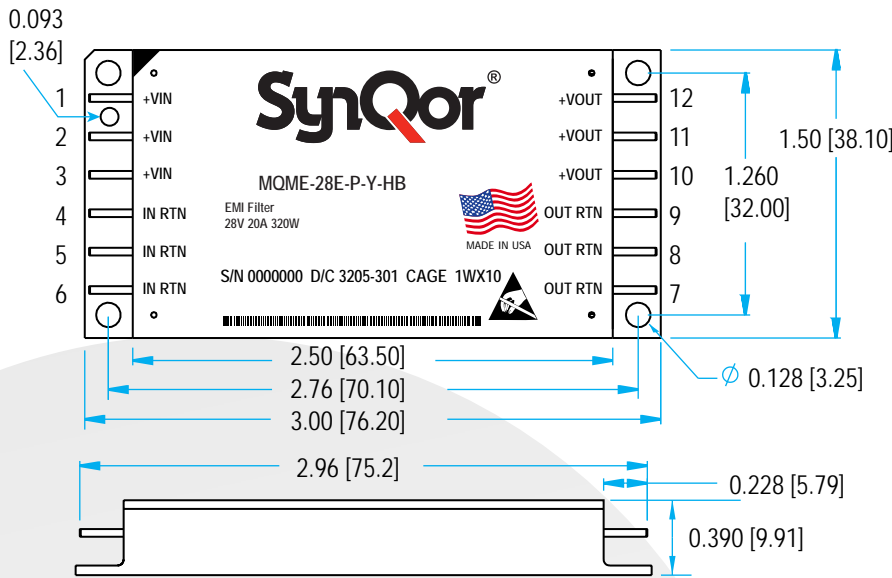 0.093
[2.36]
SynQor®
1 +VIN
2 +VIN
3 +VIN
4 IN RTN
5 IN RTN
6 IN RTN
+VOUT 12
+VOUT 11
+VOUT 10
OUT RTN 9
OUT RTN 8
OUT RTN 7
MQME-28E-P-Y-HB
EMI Filter
28V 20A 320W
MADE IN USA
S/N 0000000 D/C 3205-301 CAGE 1WX10
1.50 [38.10]
1.260
[32.00]
2.50 [63.50]
2.76 [70.10]
3.00 [76.20]
Ø 0.128 [3.25]
2.96 [75.2]
0.228 [5.79]
0.390 [9.91]